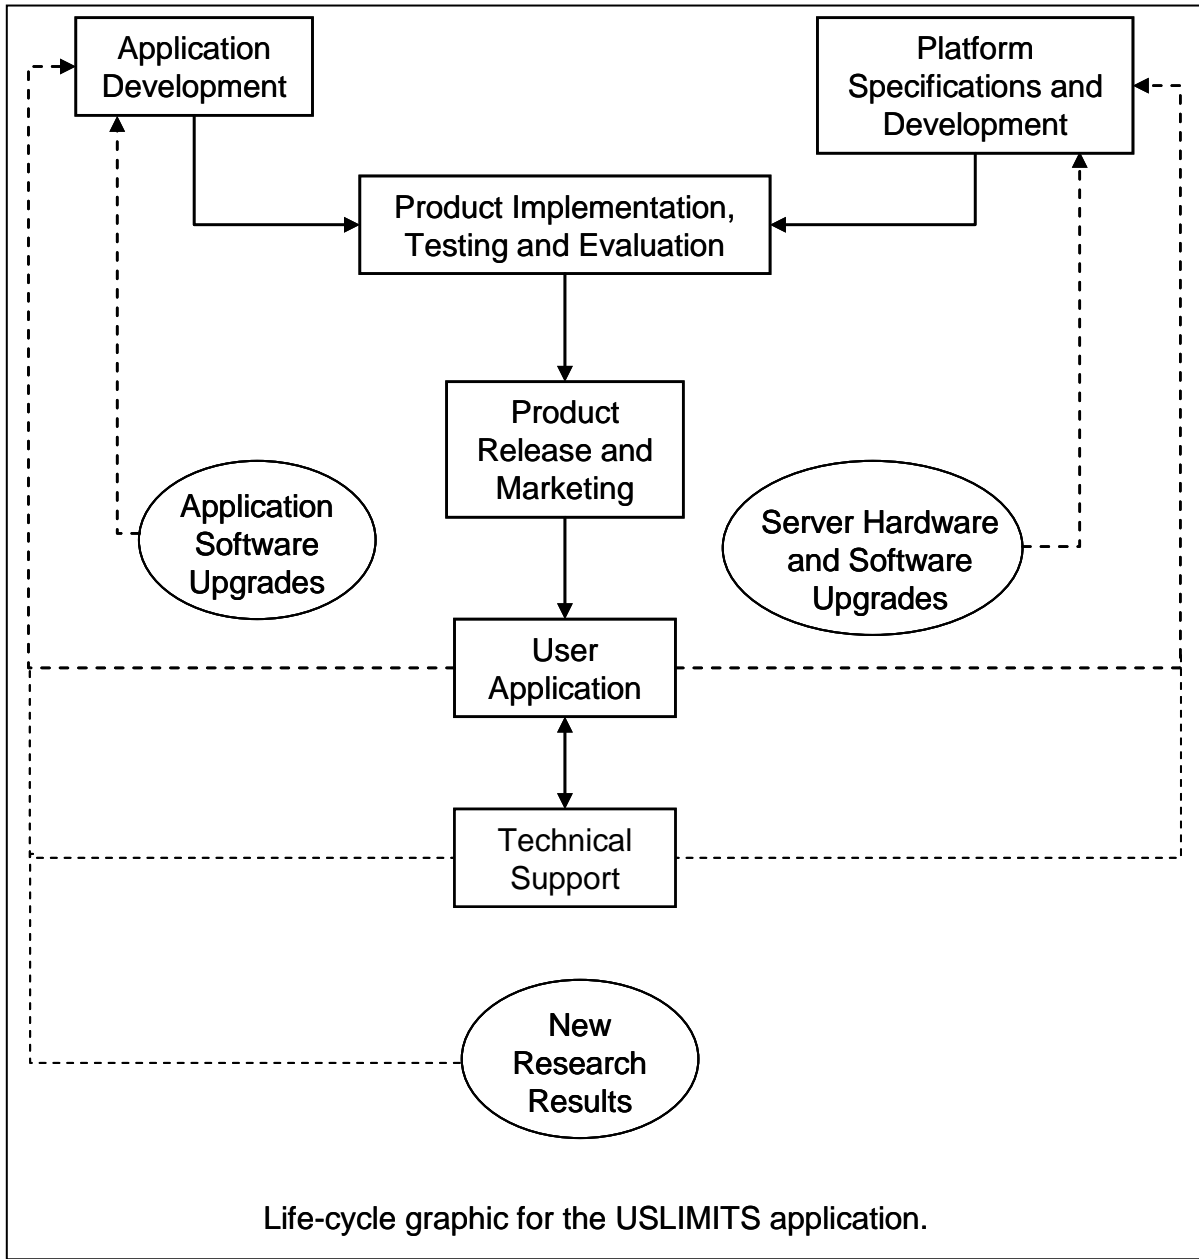 Application
Development
Platform
Specifications and
Development
Product Implementation,
Testing and Evaluation
Product
Release and
Marketing
Application
Software
Upgrades
Server Hardware
and Software
Upgrades
User
Application
Technical
Support
New
Research
Results
Life-cycle graphic for the USLIMITS application.